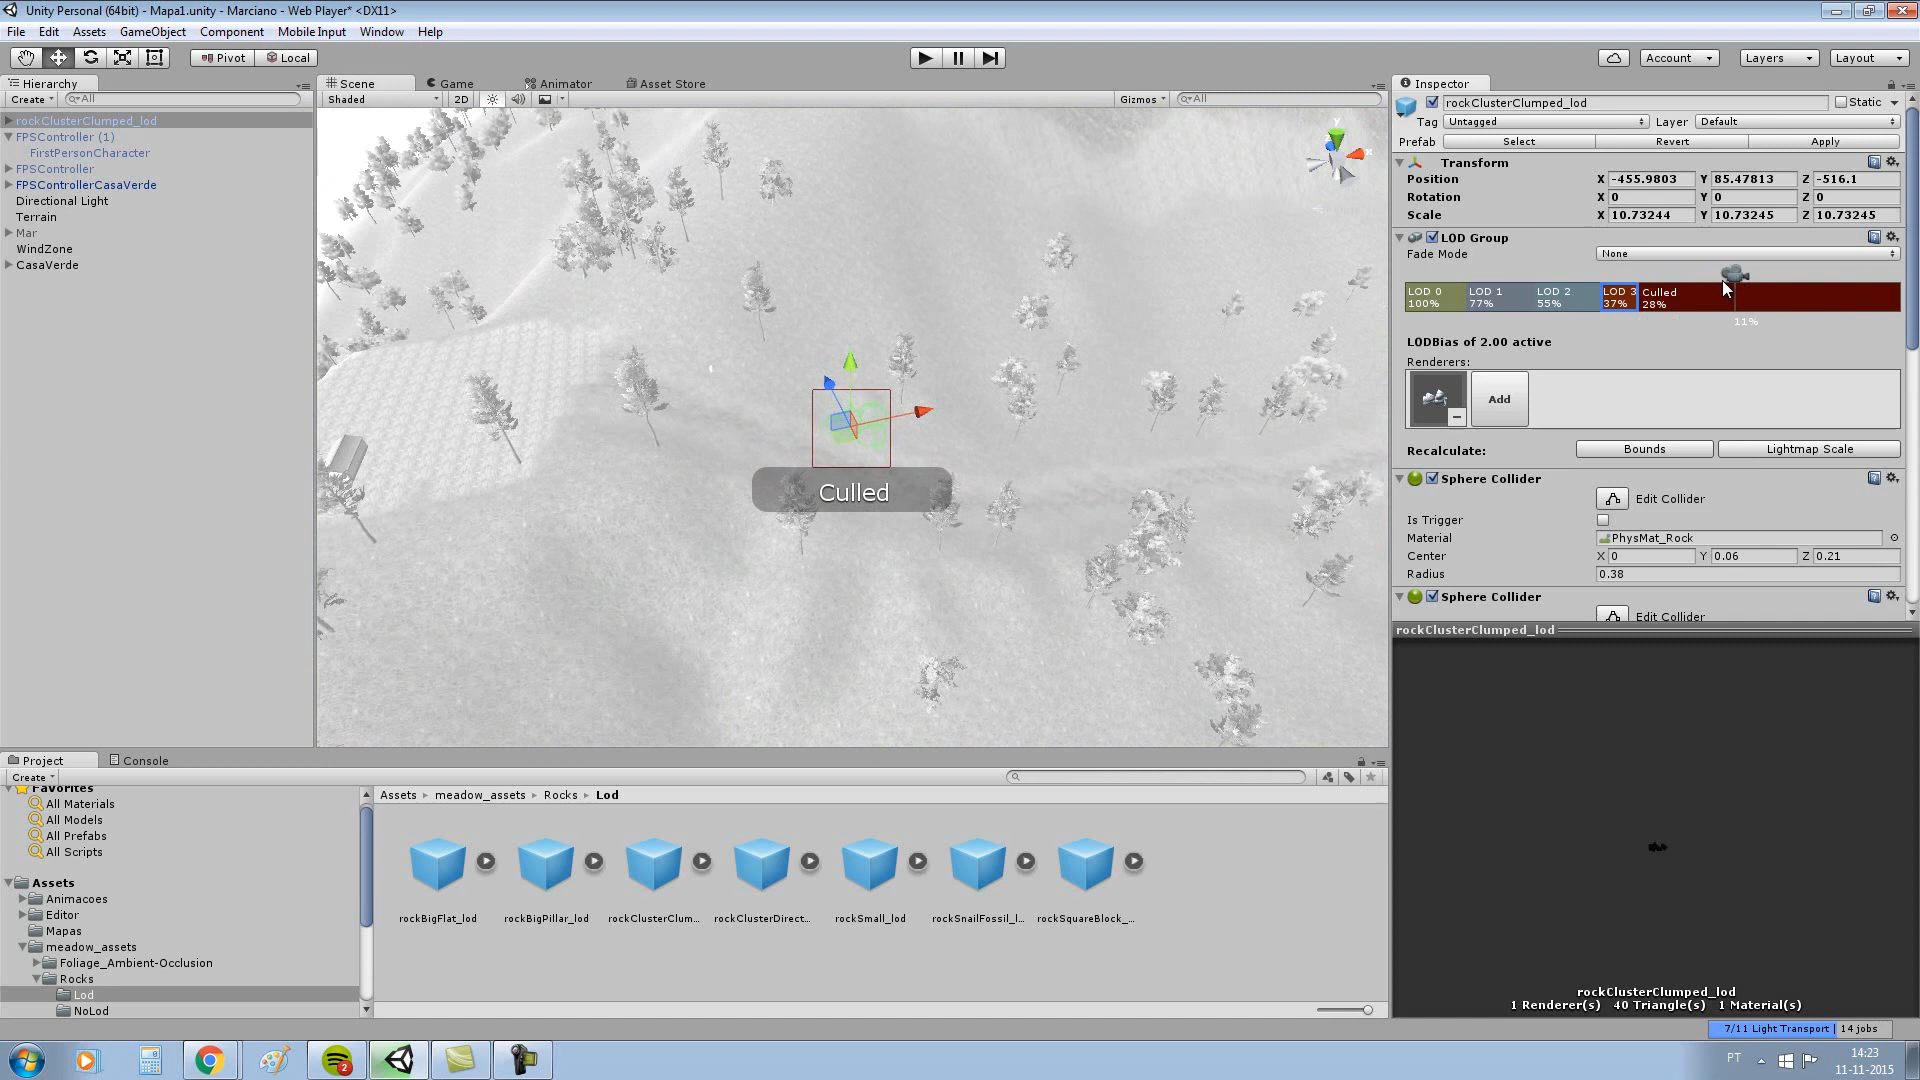 Unity Personal (64bit) - Mapa1.unity - Marciano - Web Player* <DX11>
File Edit Assets GameObject Component Mobile Input Window Help
Pivot Local Account Layers Layout
Hierarchy
Create All
rockClusterClumped_lod
FPSController (1)
FirstPersonCharacter
FPSController
FPSControllerCasaVerde
Directional Light
Terrain
Mar
WindZone
CasaVerde
Scene Game Animator Asset Store
Shaded 2D Gizmos All
Culled
Inspector
rockClusterClumped_lod Static
Tag Untagged Layer Default
Prefab Select Revert Apply
Transform
Position X -455.9803 Y 85.47813 Z -516.1
Rotation X 0 Y 0 Z 0
Scale X 10.73244 Y 10.73245 Z 10.73245
LOD Group
Fade Mode None
LOD 0 LOD 1 LOD 2 LOD 3 Culled
100% 77% 55% 37% 28%
11%
LODBias of 2.00 active
Renderers:
Add
Recalculate: Bounds Lightmap Scale
Sphere Collider
Edit Collider
Is Trigger
Material PhysMat_Rock
Center X 0 Y 0.06 Z 0.21
Radius 0.38
Sphere Collider
Edit Collider
rockClusterClumped_lod
rockClusterClumped_lod
1 Renderer(s) 40 Triangle(s) 1 Material(s)
Project Console
Create
Favorites
All Materials
All Models
All Prefabs
All Scripts
Assets
Animacoes
Editor
Mapas
meadow_assets
Foliage_Ambient-Occlusion
Rocks
Lod
NoLod
Assets meadow_assets Rocks Lod
rockBigFlat_lod rockBigPillar_lod rockClusterClum... rockClusterDirect... rockSmall_lod rockSnailFossil_l... rockSquareBlock_...
7/11 Light Transport | 14 jobs
2
PT
14:23
11-11-2015